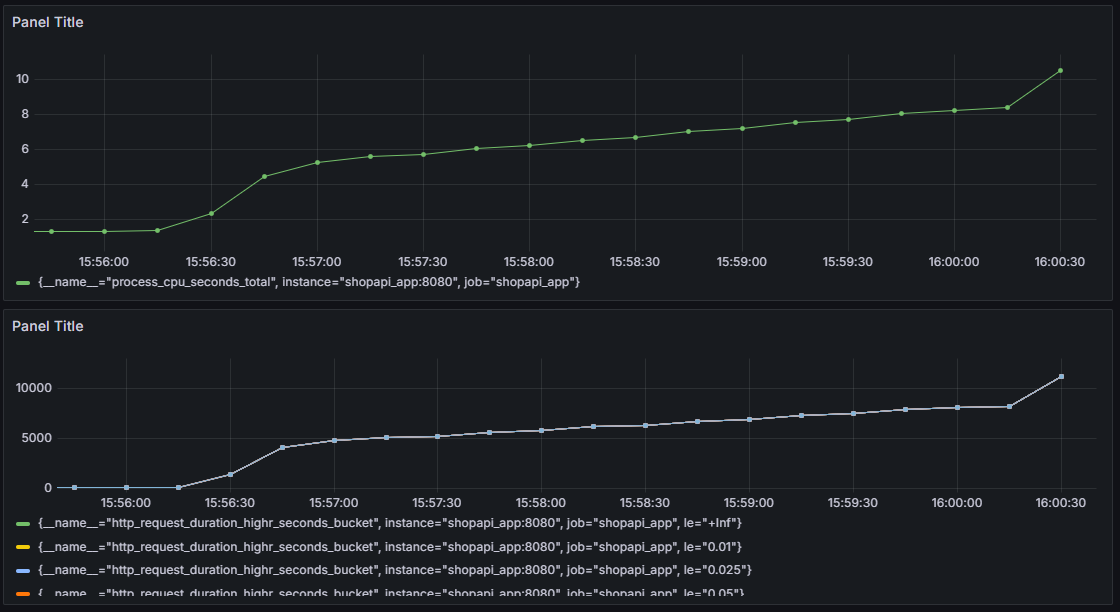 Panel Title
10
8
6
4
2
15:56:00 15:56:30 15:57:00 15:57:30 15:58:00 15:58:30 15:59:00 15:59:30 16:00:00 16:00:30
{__name__="process_cpu_seconds_total", instance="shopapi_app:8080", job="shopapi_app"}
Panel Title
10000
5000
0
15:56:00 15:56:30 15:57:00 15:57:30 15:58:00 15:58:30 15:59:00 15:59:30 16:00:00 16:00:30
{__name__="http_request_duration_highr_seconds_bucket", instance="shopapi_app:8080", job="shopapi_app", le="+Inf"}
{__name__="http_request_duration_highr_seconds_bucket", instance="shopapi_app:8080", job="shopapi_app", le="0.01"}
{__name__="http_request_duration_highr_seconds_bucket", instance="shopapi_app:8080", job="shopapi_app", le="0.025"}
{__name__="http_request_duration_highr_seconds_bucket", instance="shopapi_app:8080", job="shopapi_app", le="0.05"}